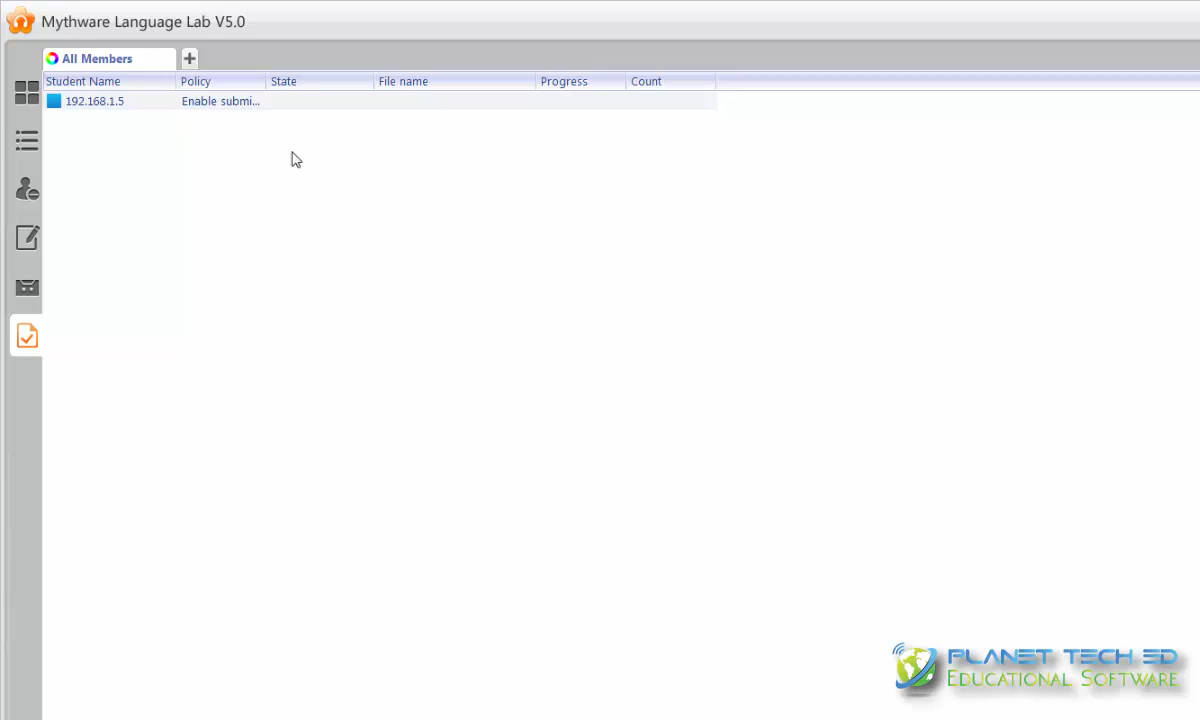 Mythware Language Lab V5.0
All Members
Student Name Policy State File name Progress Count
192.168.1.5 Enable submi...
PLANET TECH ED
EDUCATIONAL SOFTWARE